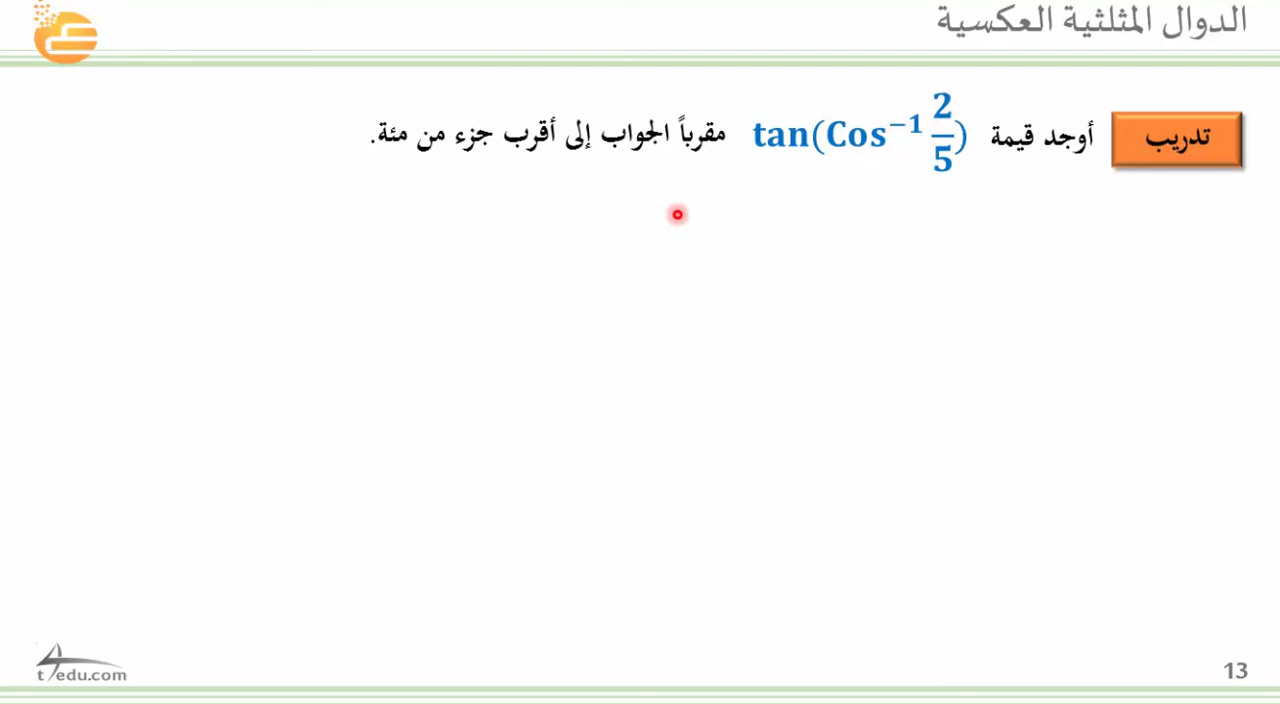 الدوال المثلثية العكسية
تدريب
أوجد قيمة tan(Cos⁻¹ 2/5) مقرباً الجواب إلى أقرب جزء من مئة.
t4edu.com
13